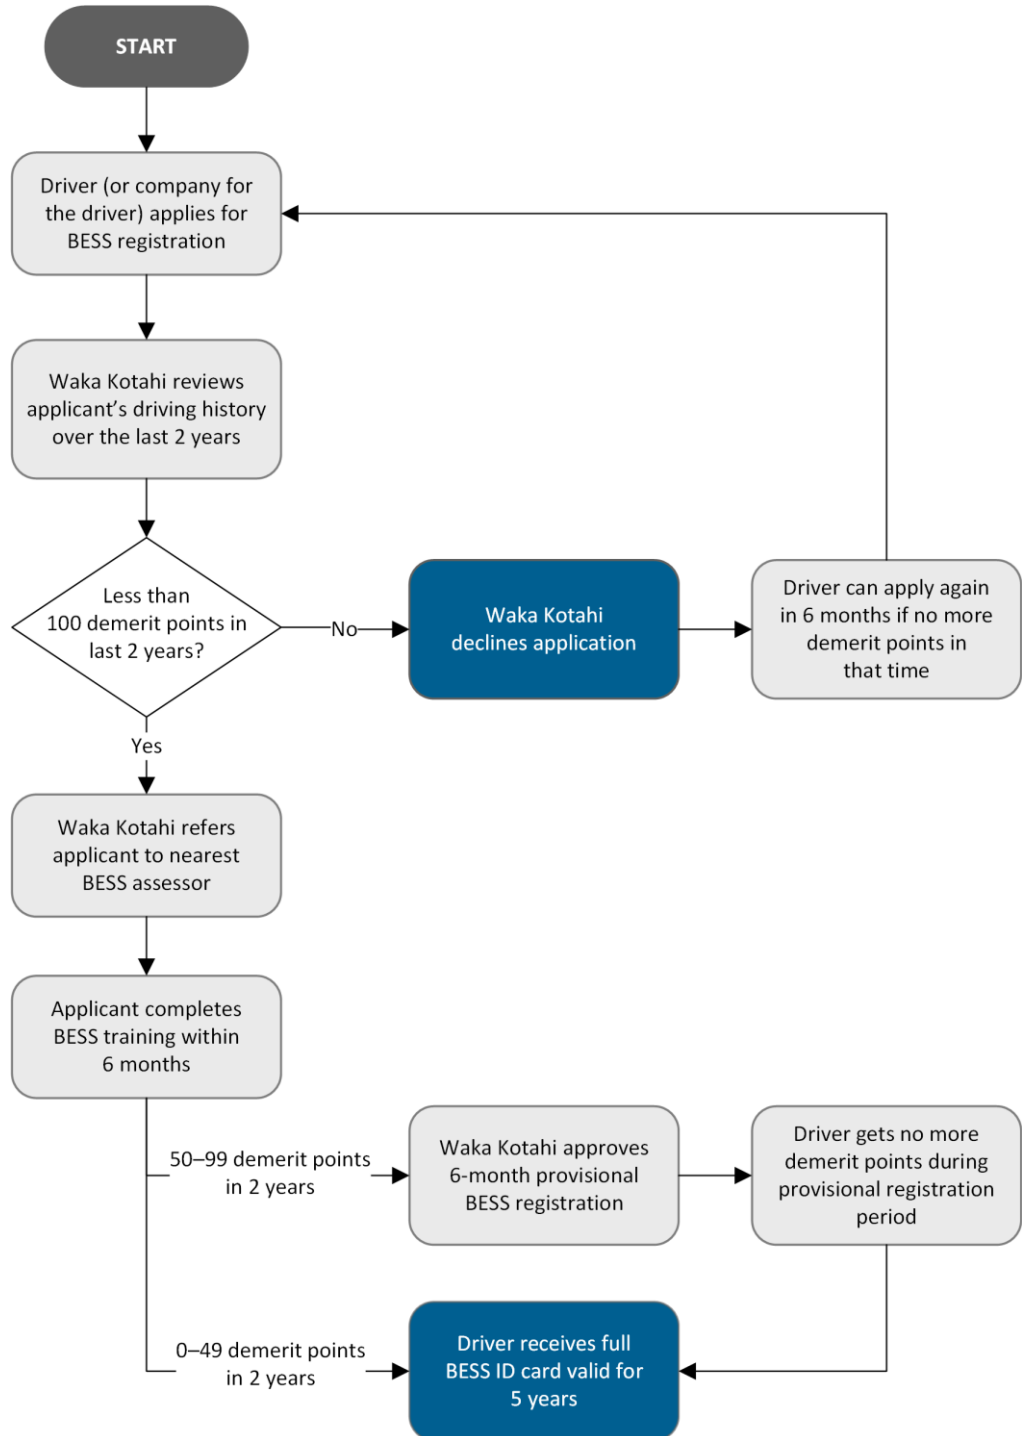 START
Driver (or company for
the driver) applies for
BESS registration
Waka Kotahi reviews
applicant’s driving history
over the last 2 years
Less than
100 demerit points in
last 2 years?
No
Waka Kotahi
declines application
Driver can apply again
in 6 months if no more
demerit points in
that time
Yes
Waka Kotahi refers
applicant to nearest
BESS assessor
Applicant completes
BESS training within
6 months
50–99 demerit points
in 2 years
Waka Kotahi approves
6-month provisional
BESS registration
Driver gets no more
demerit points during
provisional registration
period
0–49 demerit points
in 2 years
Driver receives full
BESS ID card valid for
5 years